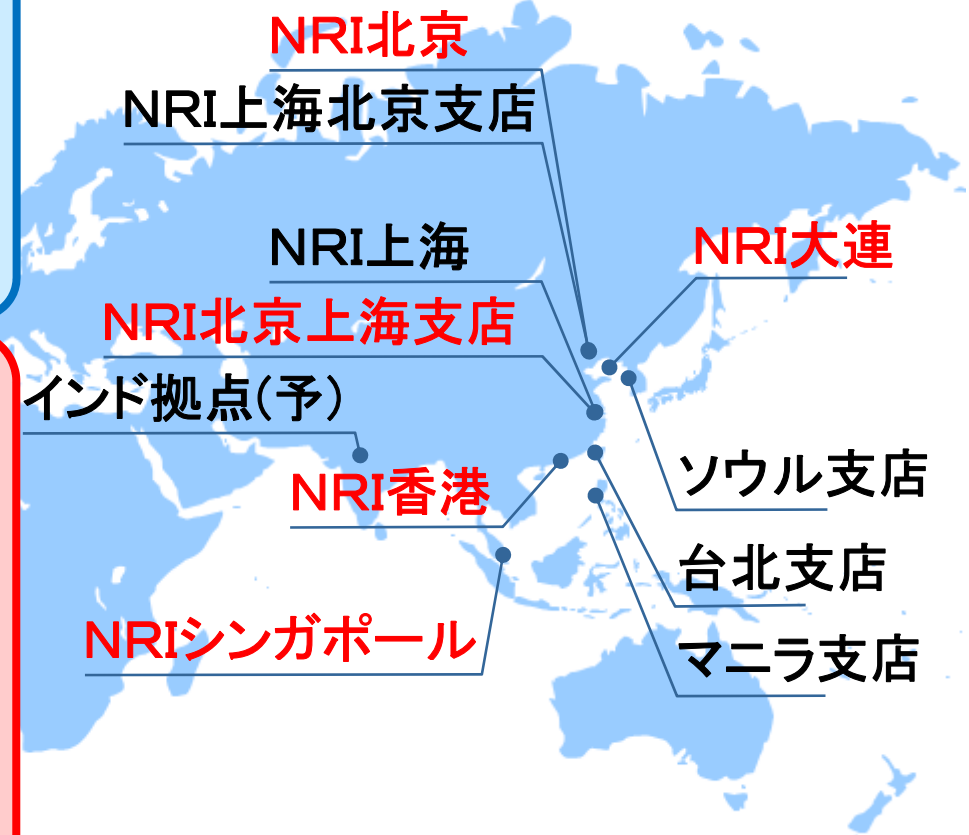 NRI北京
NRI上海北京支店
NRI上海
NRI大連
NRI北京上海支店
インド拠点(予)
NRI香港
ソウル支店
台北支店
NRIシンガポール
マニラ支店